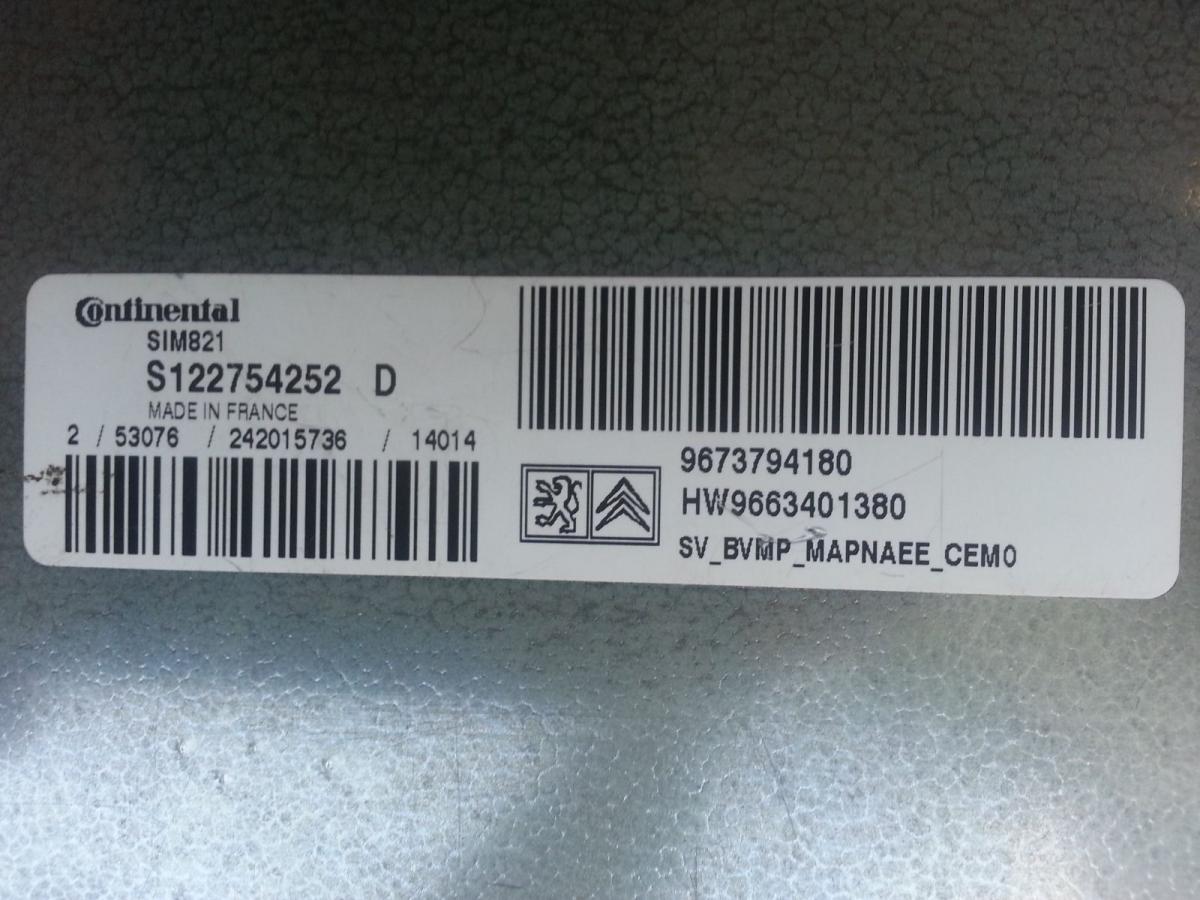 Continental
SIM821
S122754252 D
MADE IN FRANCE
2 / 53076 / 242015736 / 14014
9673794180
HW9663401380
SV_BVMP_MAPNAEE_CEM0